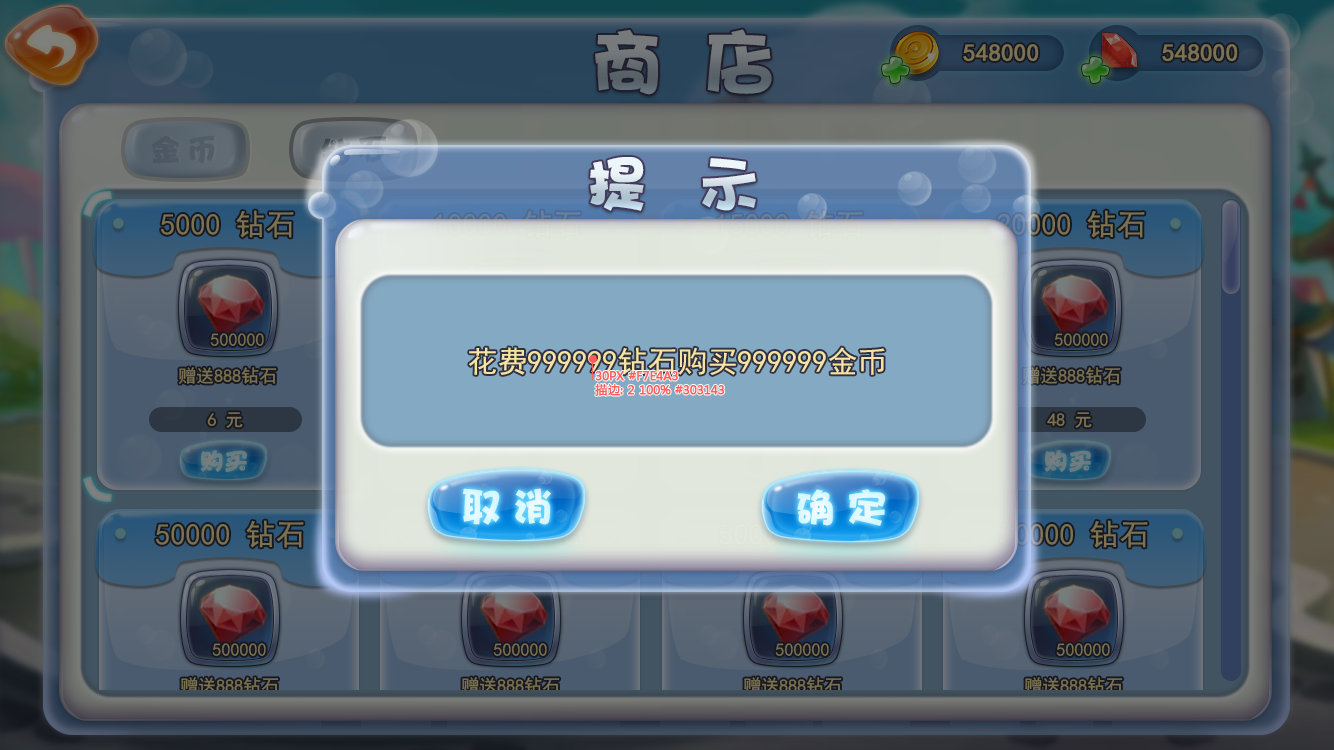 商 店
548000
548000
金 币
提 示
5000 钻石
500000
赠送888钻石
6 元
购买
花费999999钻石购买999999金币
30PX #F7E4A3
描边: 2 100% #303143
取 消
确 定
500000
赠送888钻石
48 元
购买
50000 钻石
500000
赠送888钻石
500000
赠送888钻石
500000
赠送888钻石
500000
赠送888钻石